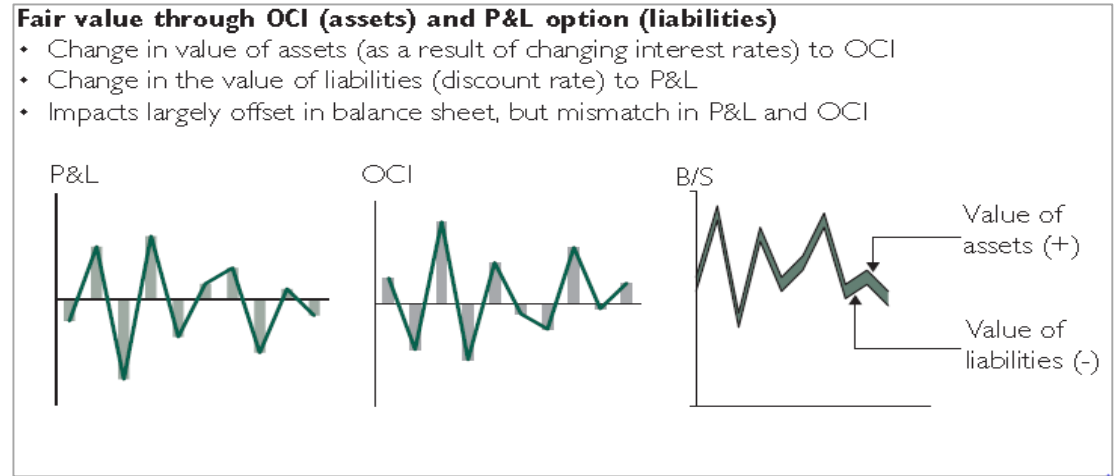 Fair value through OCI (assets) and P&L option (liabilities)
• Change in value of assets (as a result of changing interest rates) to OCI
• Change in the value of liabilities (discount rate) to P&L
• Impacts largely offset in balance sheet, but mismatch in P&L and OCI
P&L
OCI
B/S
Value of
assets (+)
Value of
liabilities (-)